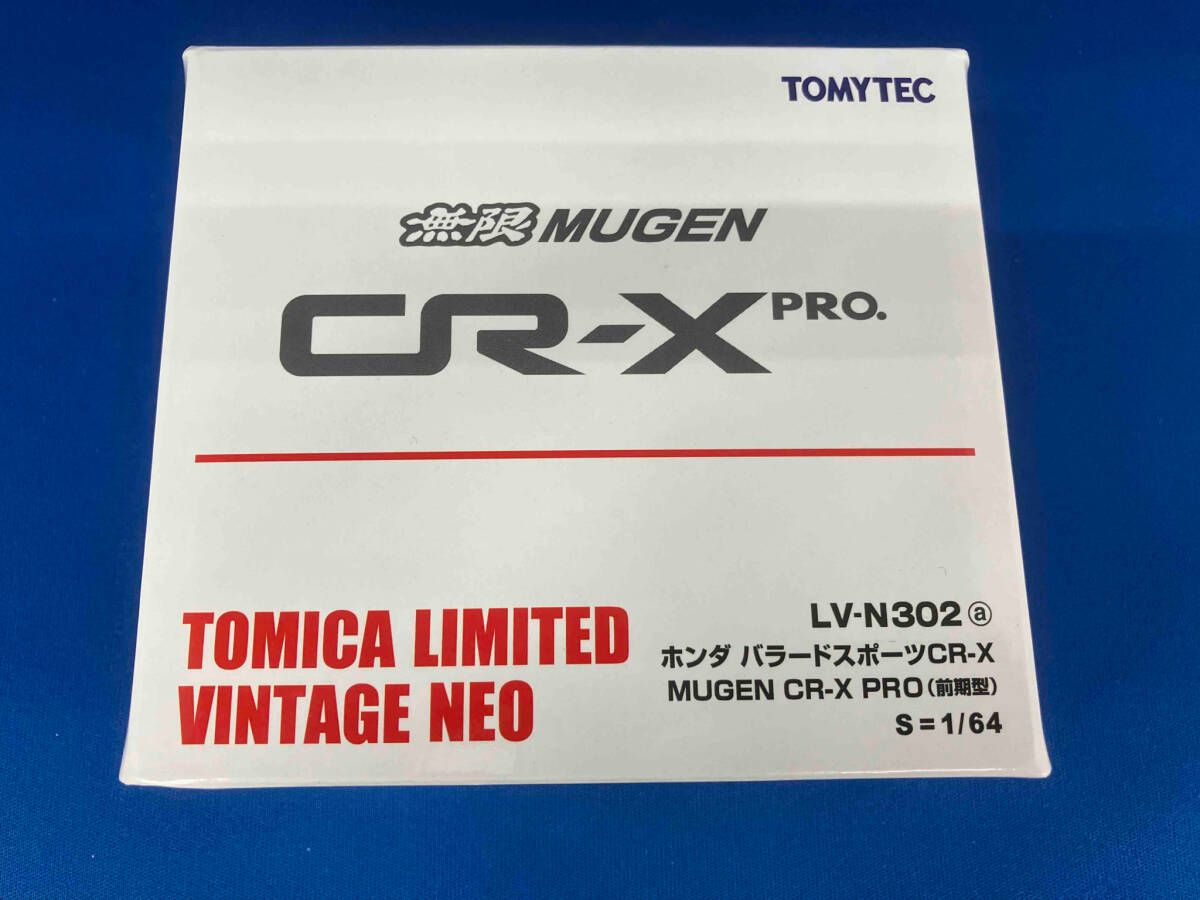 TOMYTEC
無限 MUGEN
CR-X PRO.
TOMICA LIMITED
VINTAGE NEO
LV-N302 ⓐ
ホンダ バラードスポーツCR-X
MUGEN CR-X PRO(前期型)
S=1/64